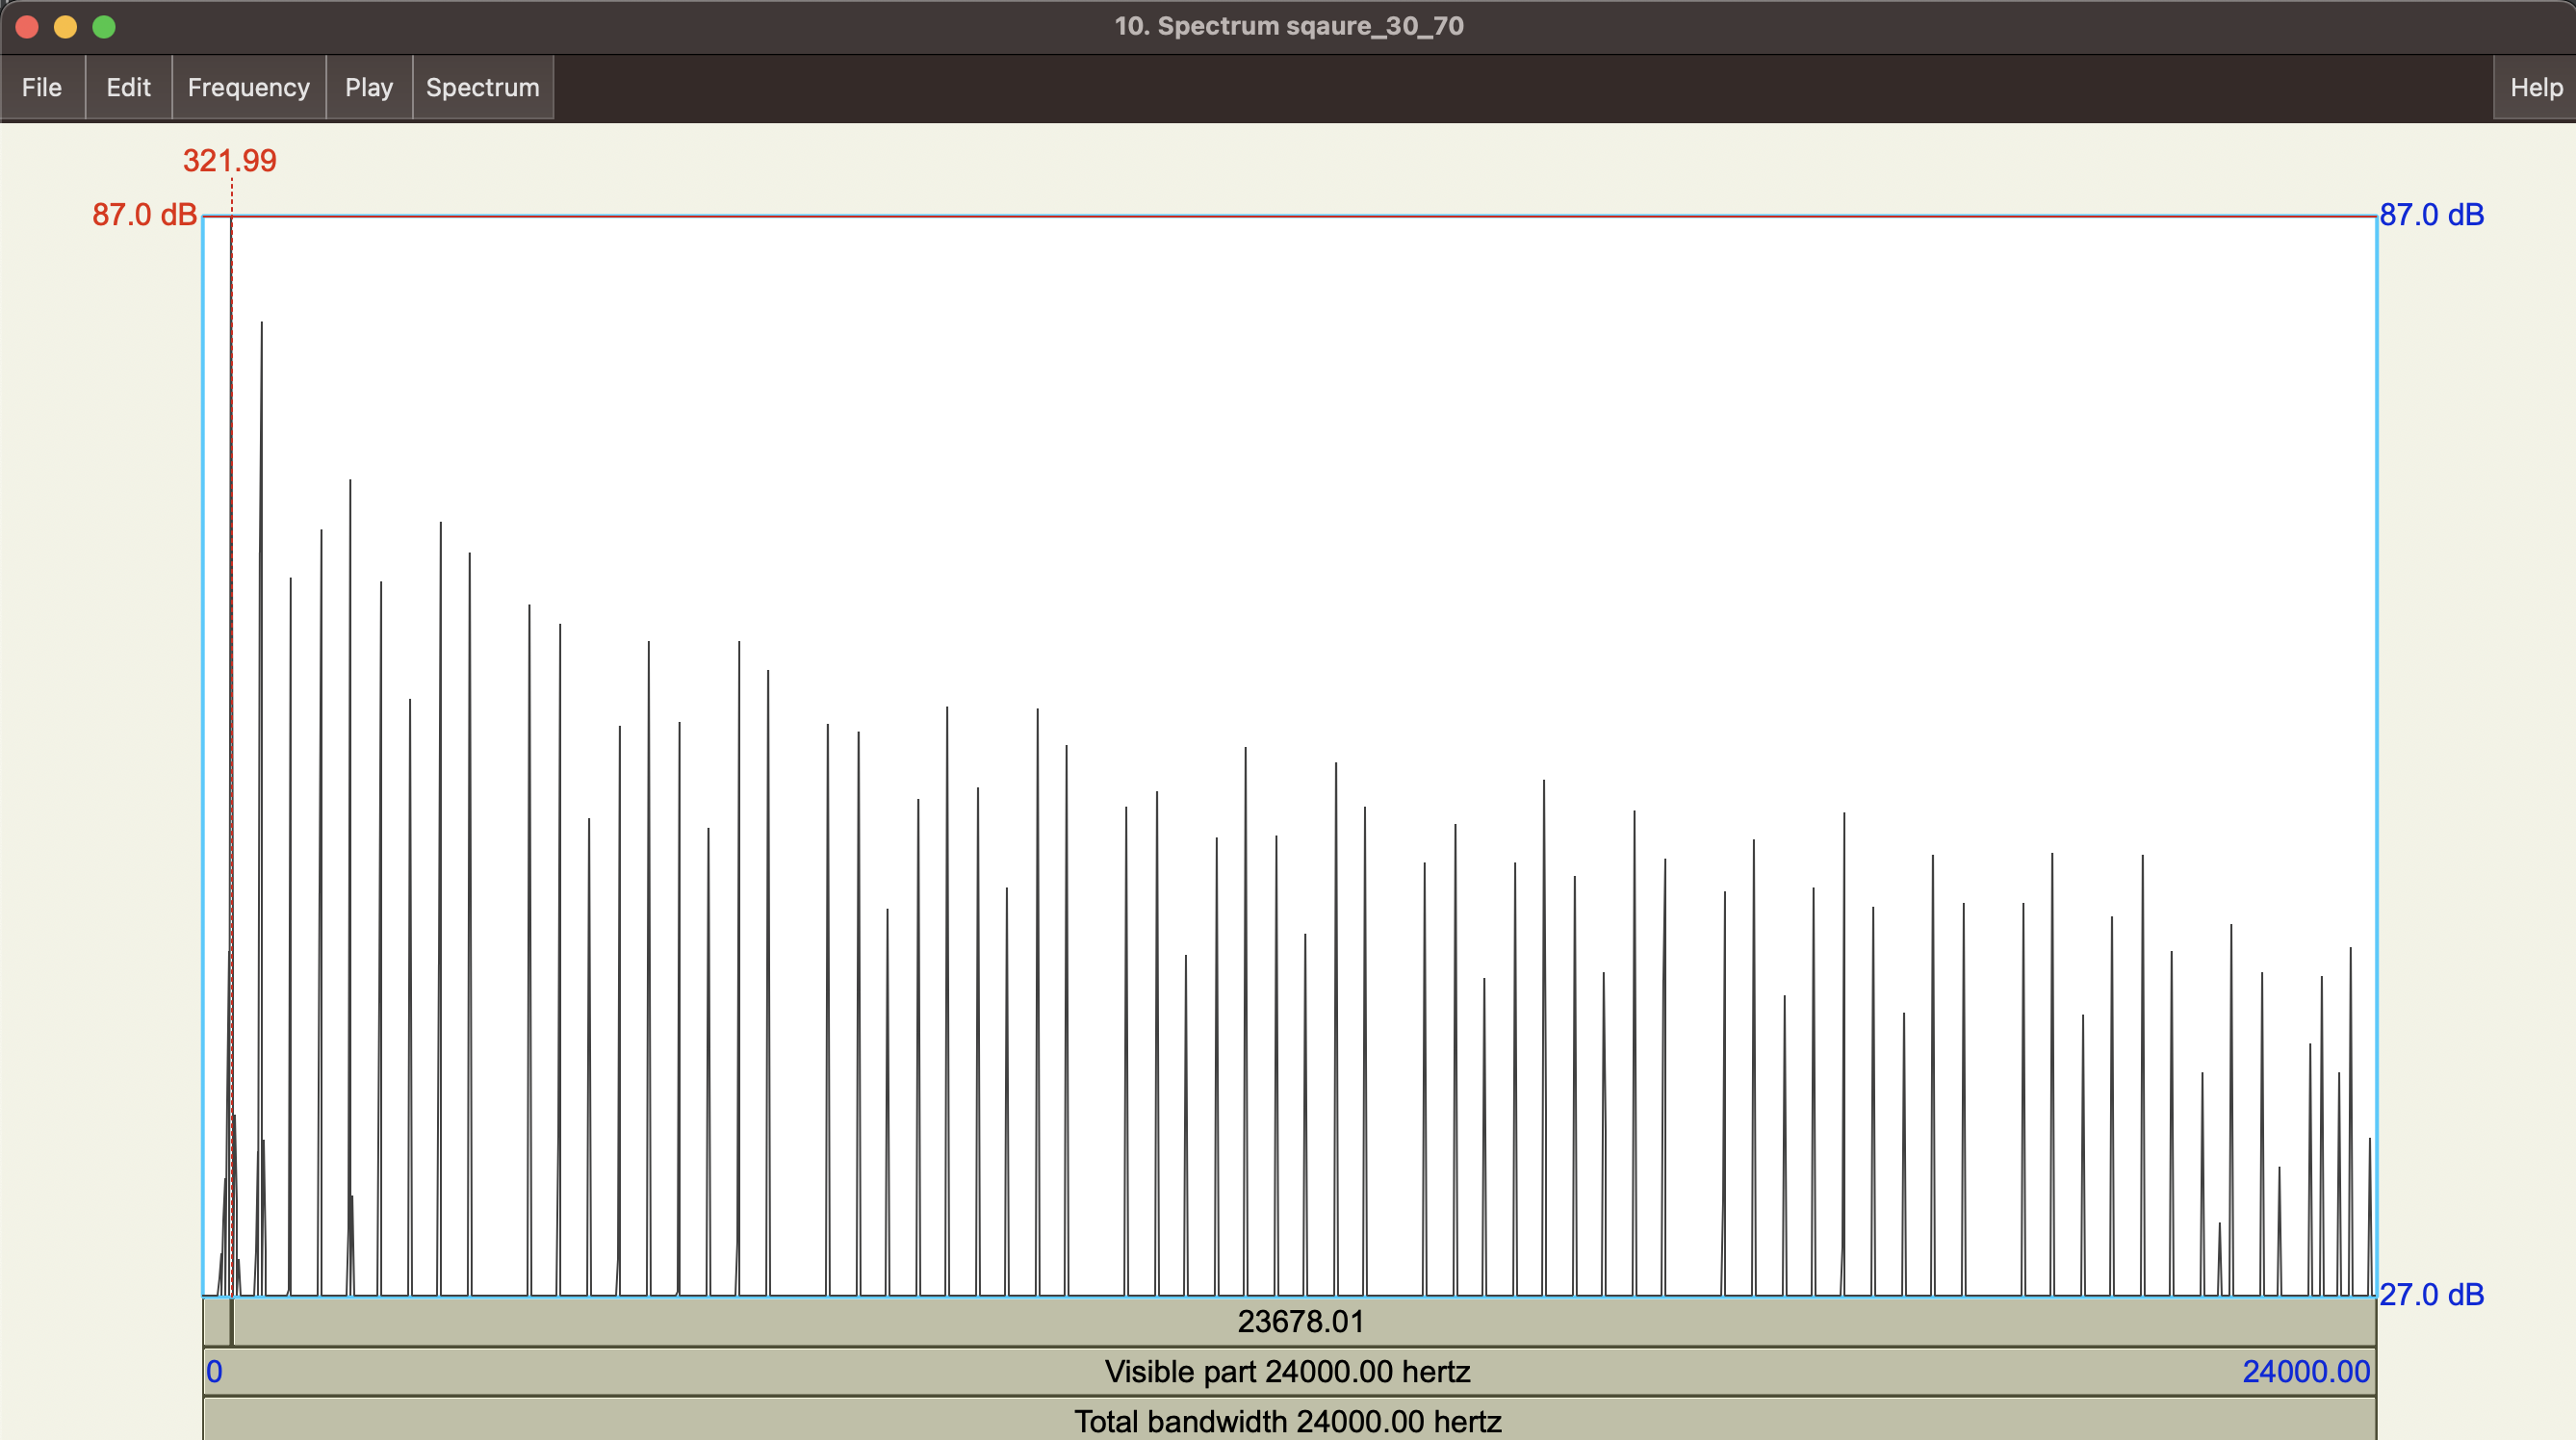 10. Spectrum sqaure_30_70
File Edit Frequency Play Spectrum Help
321.99
87.0 dB 87.0 dB
27.0 dB
23678.01
0 Visible part 24000.00 hertz 24000.00
Total bandwidth 24000.00 hertz